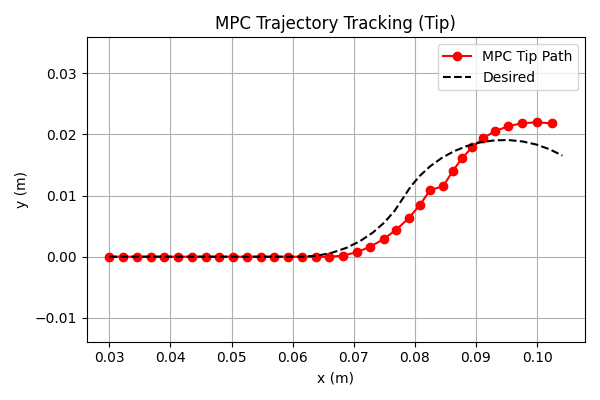 MPC Trajectory Tracking (Tip)
MPC Tip Path
Desired
0.03
0.02
0.01
0.00
−0.01
y (m)
0.03 0.04 0.05 0.06 0.07 0.08 0.09 0.10
x (m)